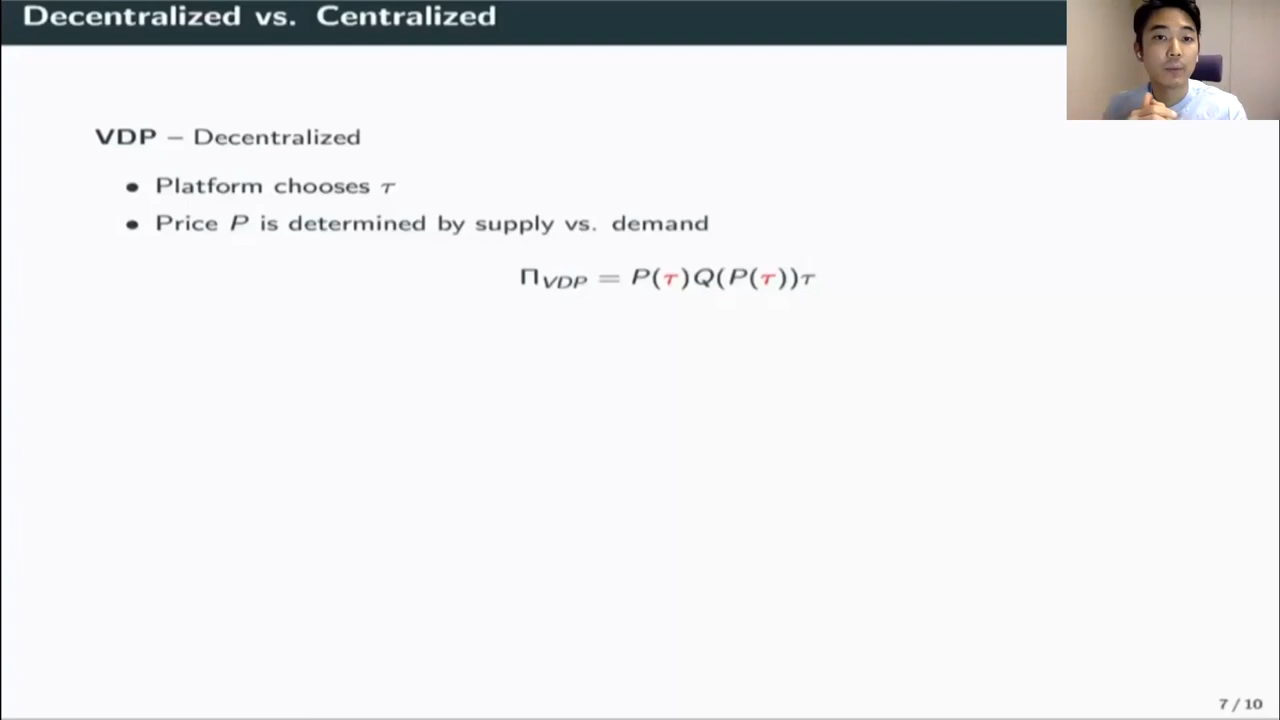 Decentralized vs. Centralized
VDP – Decentralized
• Platform chooses τ
• Price P is determined by supply vs. demand
Π_VDP = P(τ)Q(P(τ))τ
7 / 10